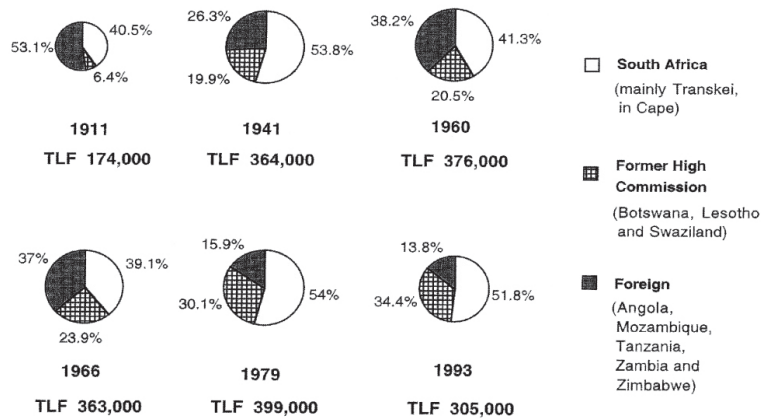 53.1%
40.5%
6.4%
1911
TLF 174,000
26.3%
53.8%
19.9%
1941
TLF 364,000
38.2%
41.3%
20.5%
1960
TLF 376,000
37%
39.1%
23.9%
1966
TLF 363,000
15.9%
30.1%
54%
1979
TLF 399,000
13.8%
34.4%
51.8%
1993
TLF 305,000
South Africa
(mainly Transkei,
in Cape)
Former High
Commission
(Botswana, Lesotho
and Swaziland)
Foreign
(Angola,
Mozambique,
Tanzania,
Zambia and
Zimbabwe)